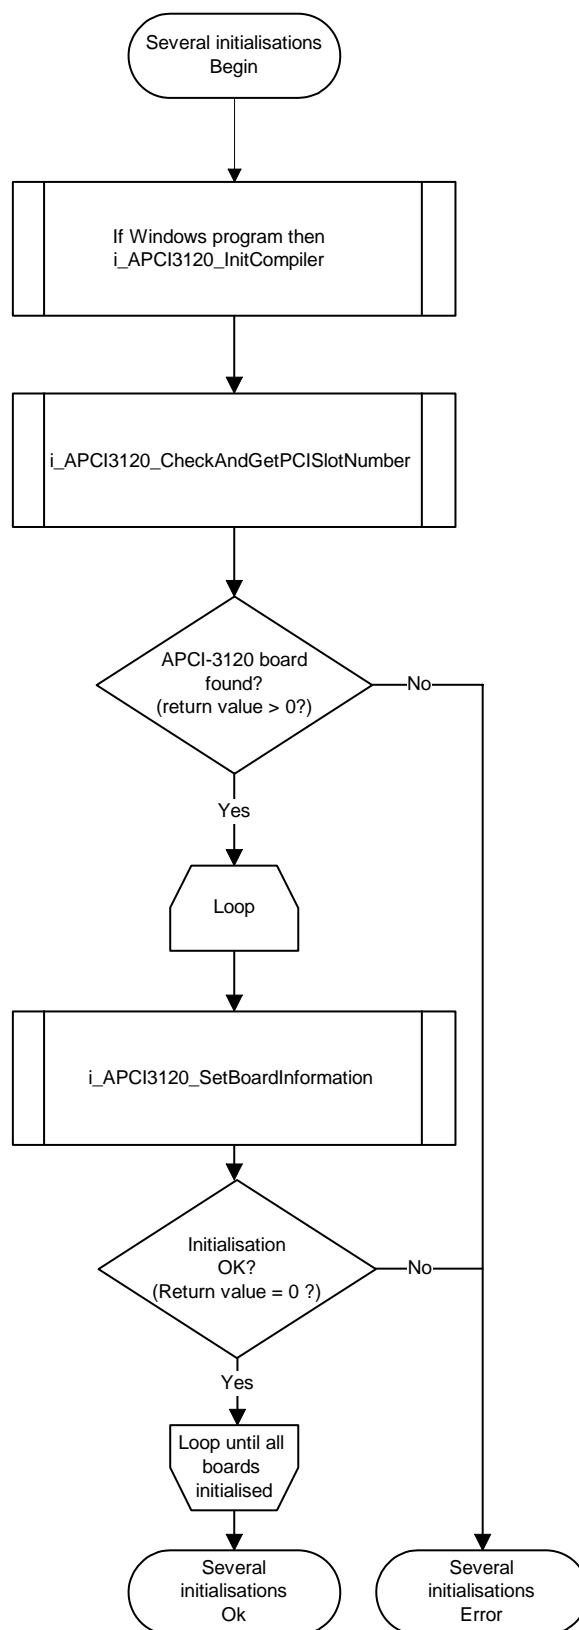 Several initialisations
Begin
If Windows program then
i_APCI3120_InitCompiler
i_APCI3120_CheckAndGetPCISlotNumber
APCI-3120 board
found?
(return value > 0?)
No
Yes
Loop
i_APCI3120_SetBoardInformation
Initialisation
OK?
(Return value = 0 ?)
No
Yes
Loop until all
boards
initialised
Several
initialisations
Ok
Several
initialisations
Error